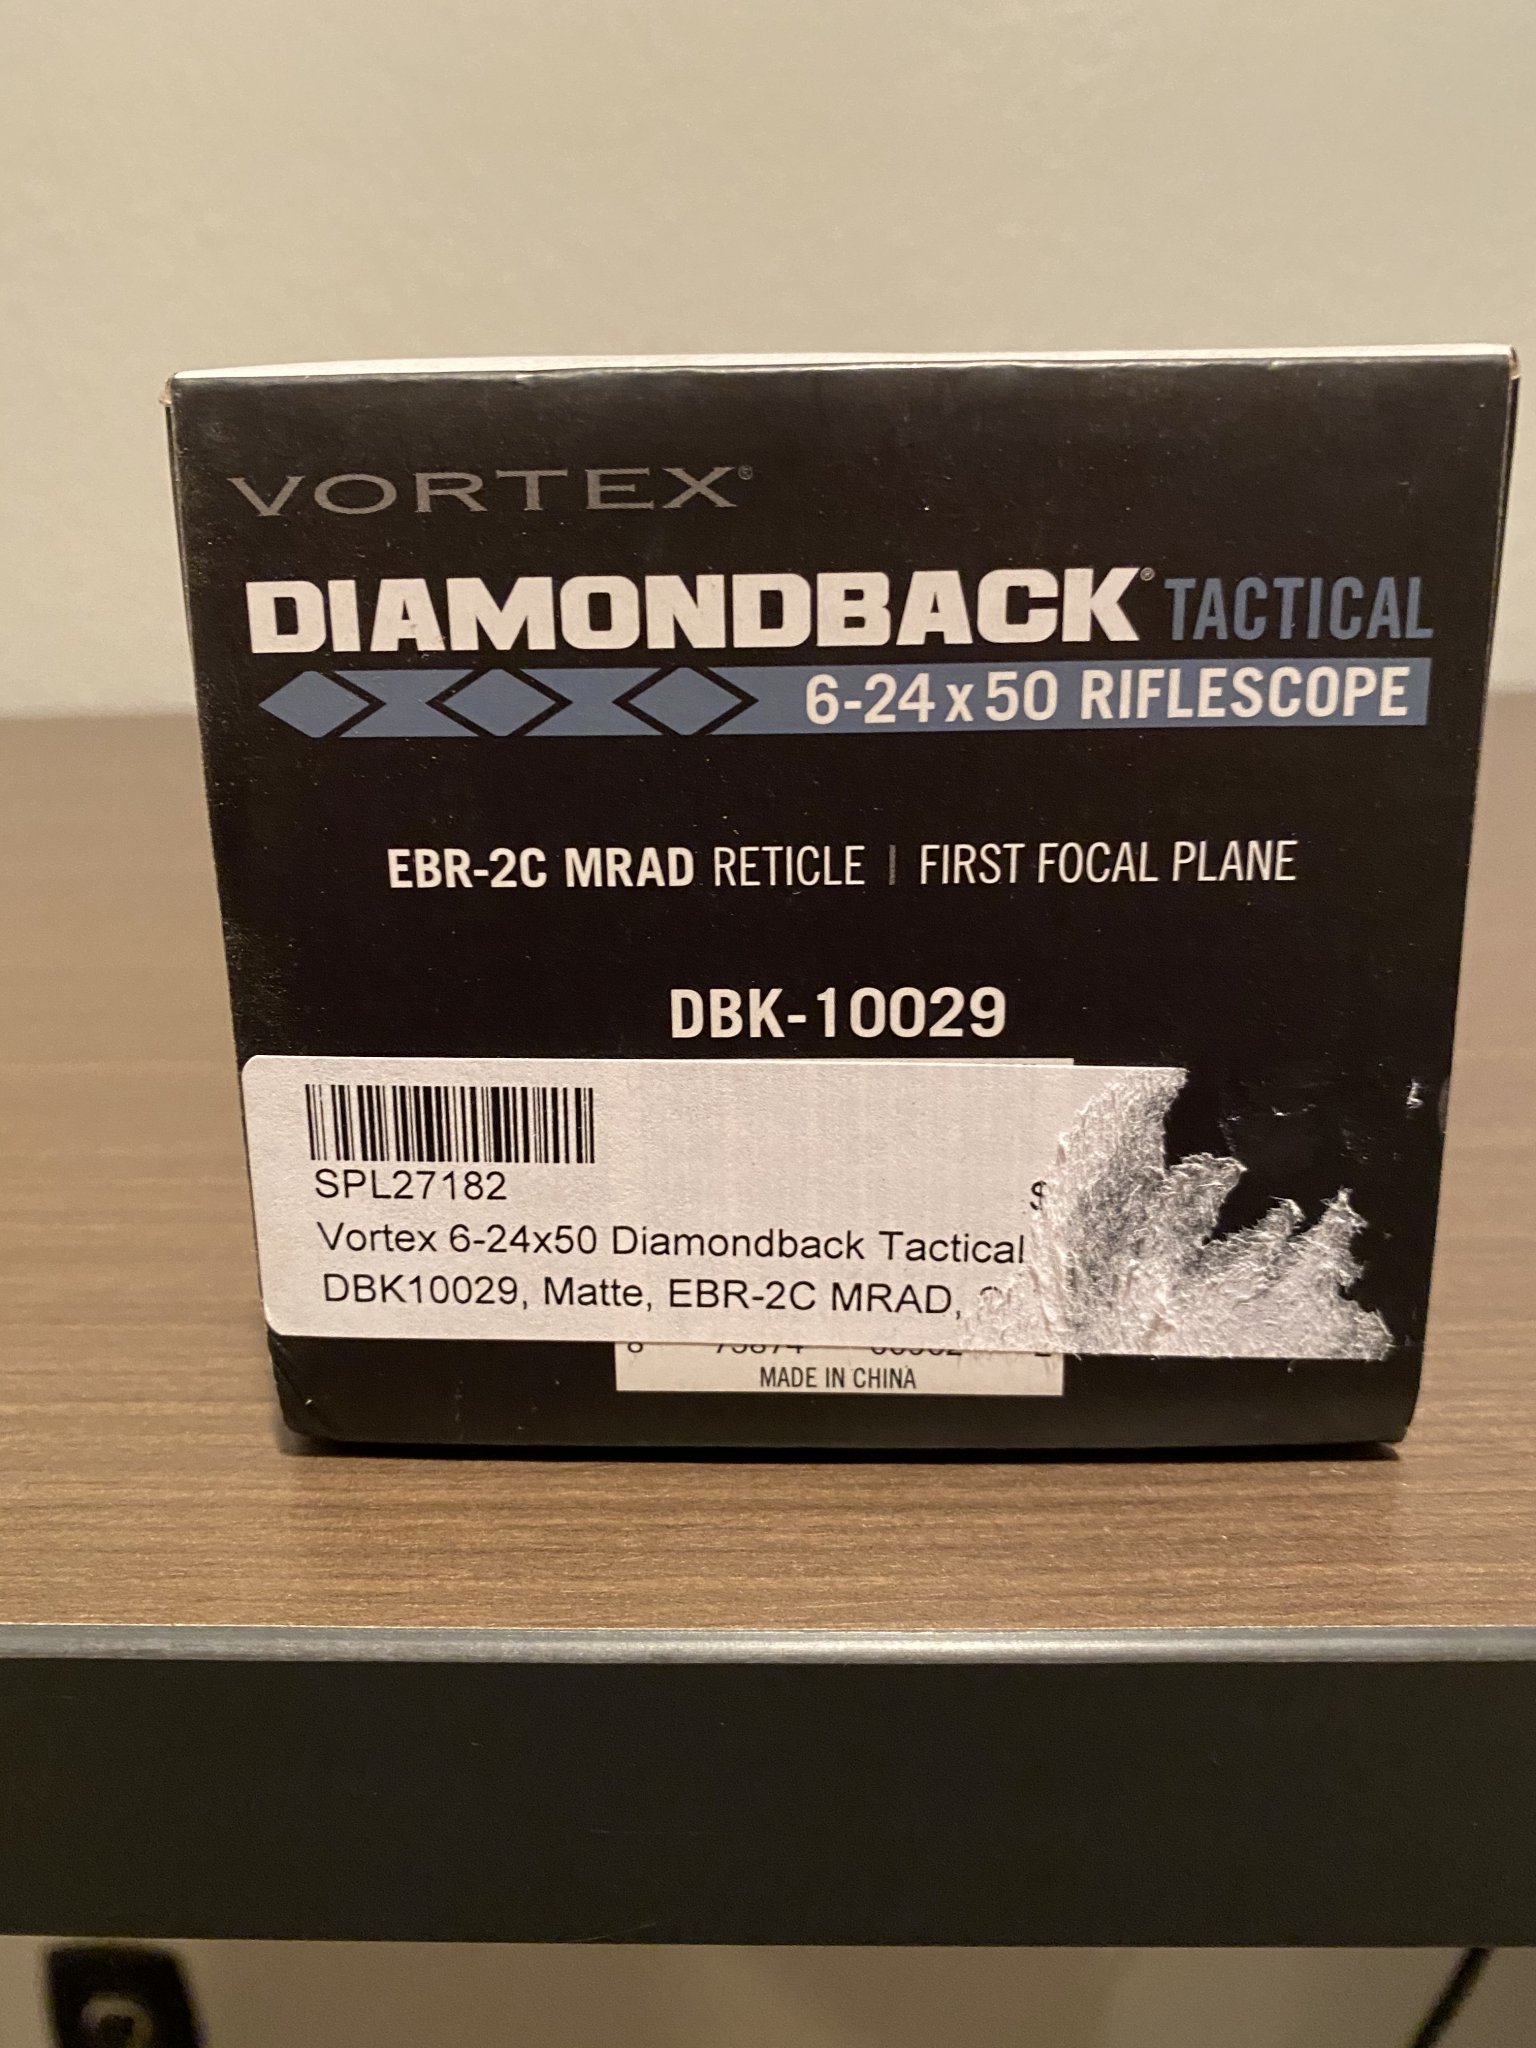 VORTEX®
DIAMONDBACK® TACTICAL
6-24x50 RIFLESCOPE
EBR-2C MRAD RETICLE | FIRST FOCAL PLANE
DBK-10029
SPL27182
$
Vortex 6-24x50 Diamondback Tactical
DBK10029, Matte, EBR-2C MRAD,
MADE IN CHINA